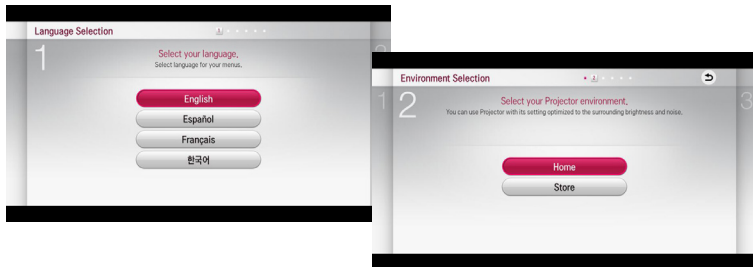 Language Selection
1
Select your language.
Select language for your menus.
English
Español
Français
한국어
Environment Selection
1
2
3
Select your Projector environment.
You can use Projector with its setting optimized to the surrounding brightness and noise.
Home
Store